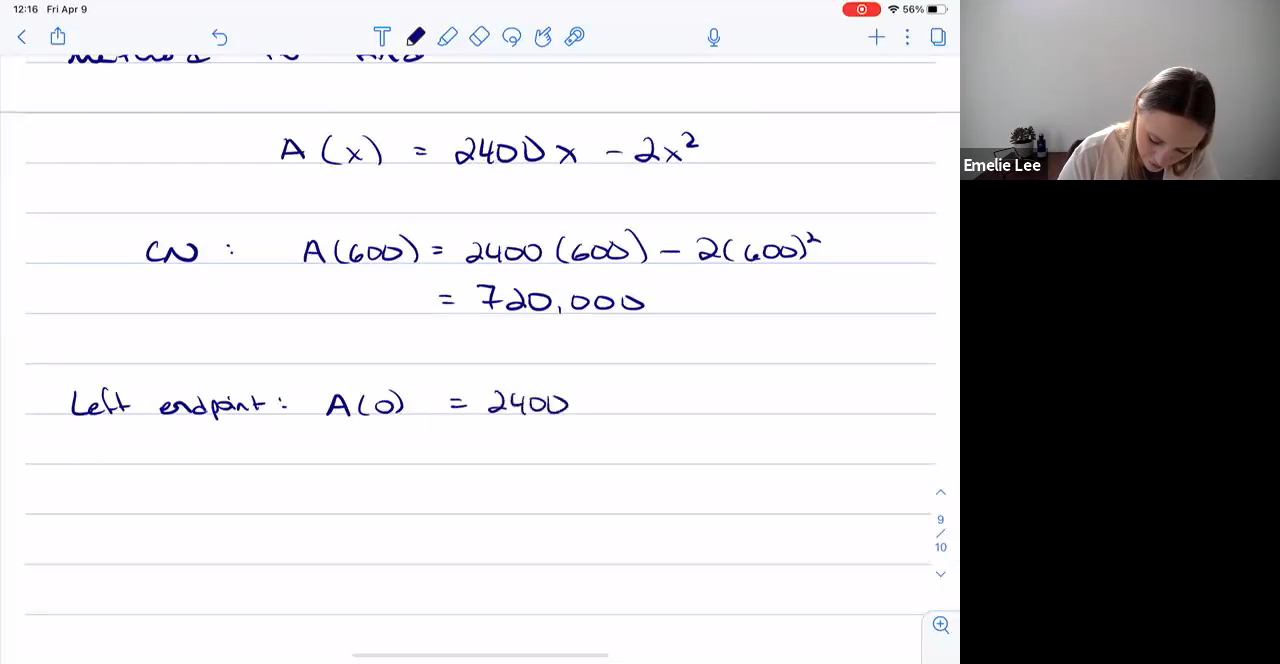 12:16 Fri Apr 9
56%
A(x) = 2400x - 2x²
CN : A(600) = 2400(600) - 2(600)²
= 720,000
Emelie Lee
Left endpoint: A(0) = 2400
9
/
10